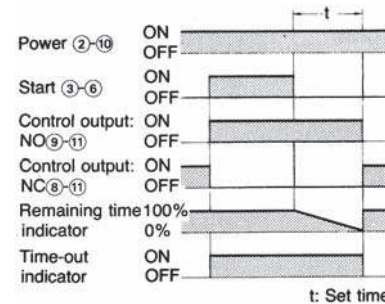 t
Power ②-⑩ ON
OFF
Start ③-⑥ ON
OFF
Control output: ON
NO⑨-⑪ OFF
Control output: ON
NC⑧-⑪ OFF
Remaining time 100%
indicator 0%
Time-out ON
indicator OFF
t: Set time